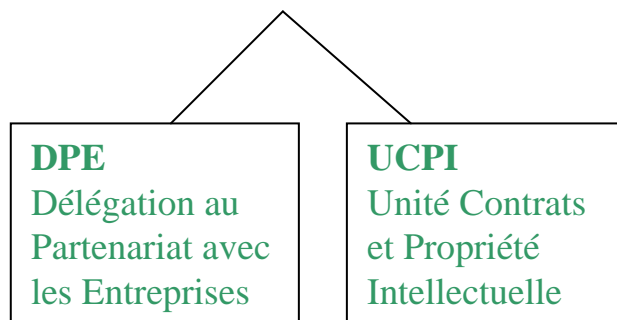 DPE
Délégation au
Partenariat avec
les Entreprises
UCPI
Unité Contrats
et Propriété
Intellectuelle